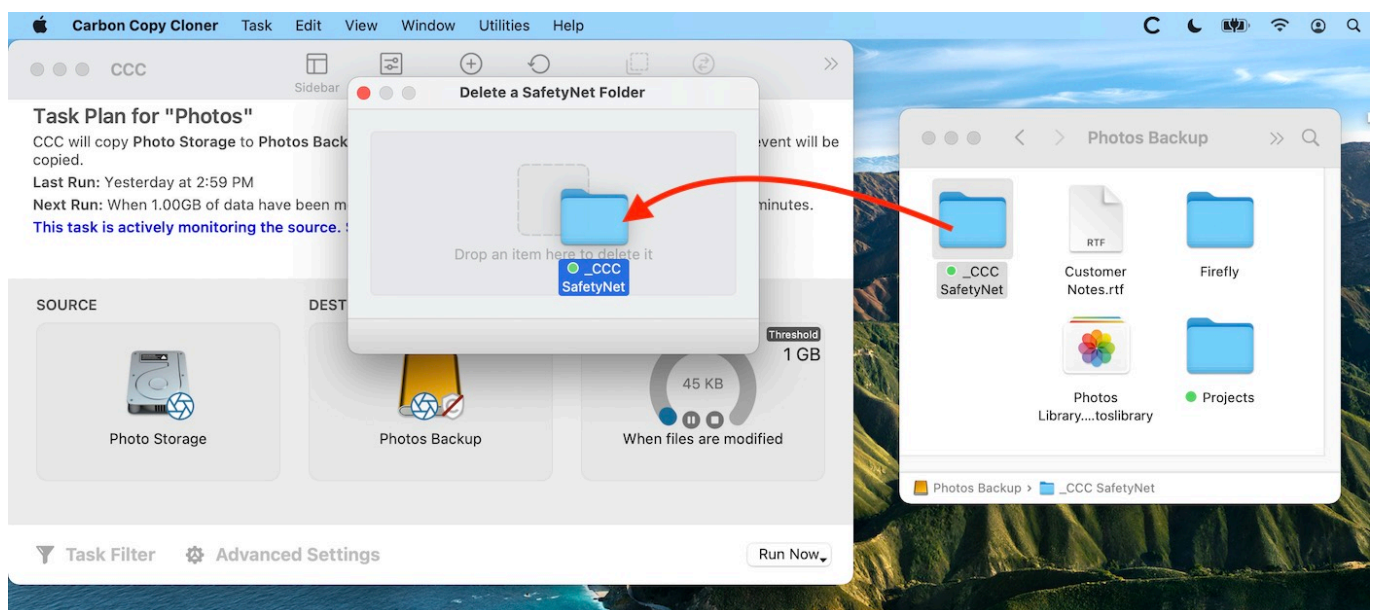 Carbon Copy Cloner Task Edit View Window Utilities Help
CCC
Sidebar
Delete a SafetyNet Folder
Task Plan for "Photos"
CCC will copy Photo Storage to Photos Back
event will be
copied.
Last Run: Yesterday at 2:59 PM
Next Run: When 1.00GB of data have been m
minutes.
This task is actively monitoring the source.
Drop an item here to delete it
_CCC
SafetyNet
SOURCE
DEST
Threshold
1 GB
45 KB
Photo Storage
Photos Backup
When files are modified
Task Filter
Advanced Settings
Run Now
Photos Backup
_CCC
SafetyNet
RTF
Customer
Notes.rtf
Firefly
Photos
Library....toslibrary
Projects
Photos Backup › _CCC SafetyNet